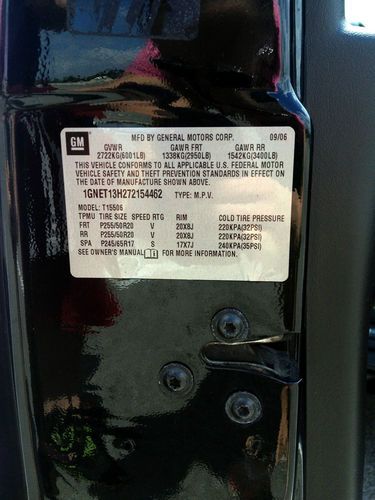 GM MFD BY GENERAL MOTORS CORP. 09/06
GVWR GAWR FRT GAWR RR
2722KG(6001LB) 1338KG(2950LB) 1542KG(3400LB)
THIS VEHICLE CONFORMS TO ALL APPLICABLE U.S. FEDERAL MOTOR
VEHICLE SAFETY AND THEFT PREVENTION STANDARDS IN EFFECT ON
THE DATE OF MANUFACTURE SHOWN ABOVE.
1GNET13H272154462 TYPE: M.P.V.
MODEL: T15506
TPMU TIRE SIZE SPEED RTG RIM COLD TIRE PRESSURE
FRT P255/50R20 V 20X8J 220KPA(32PSI)
RR P255/50R20 V 20X8J 220KPA(32PSI)
SPA P245/65R17 S 17X7J 240KPA(35PSI)
SEE OWNER'S MANUAL FOR MORE INFORMATION.